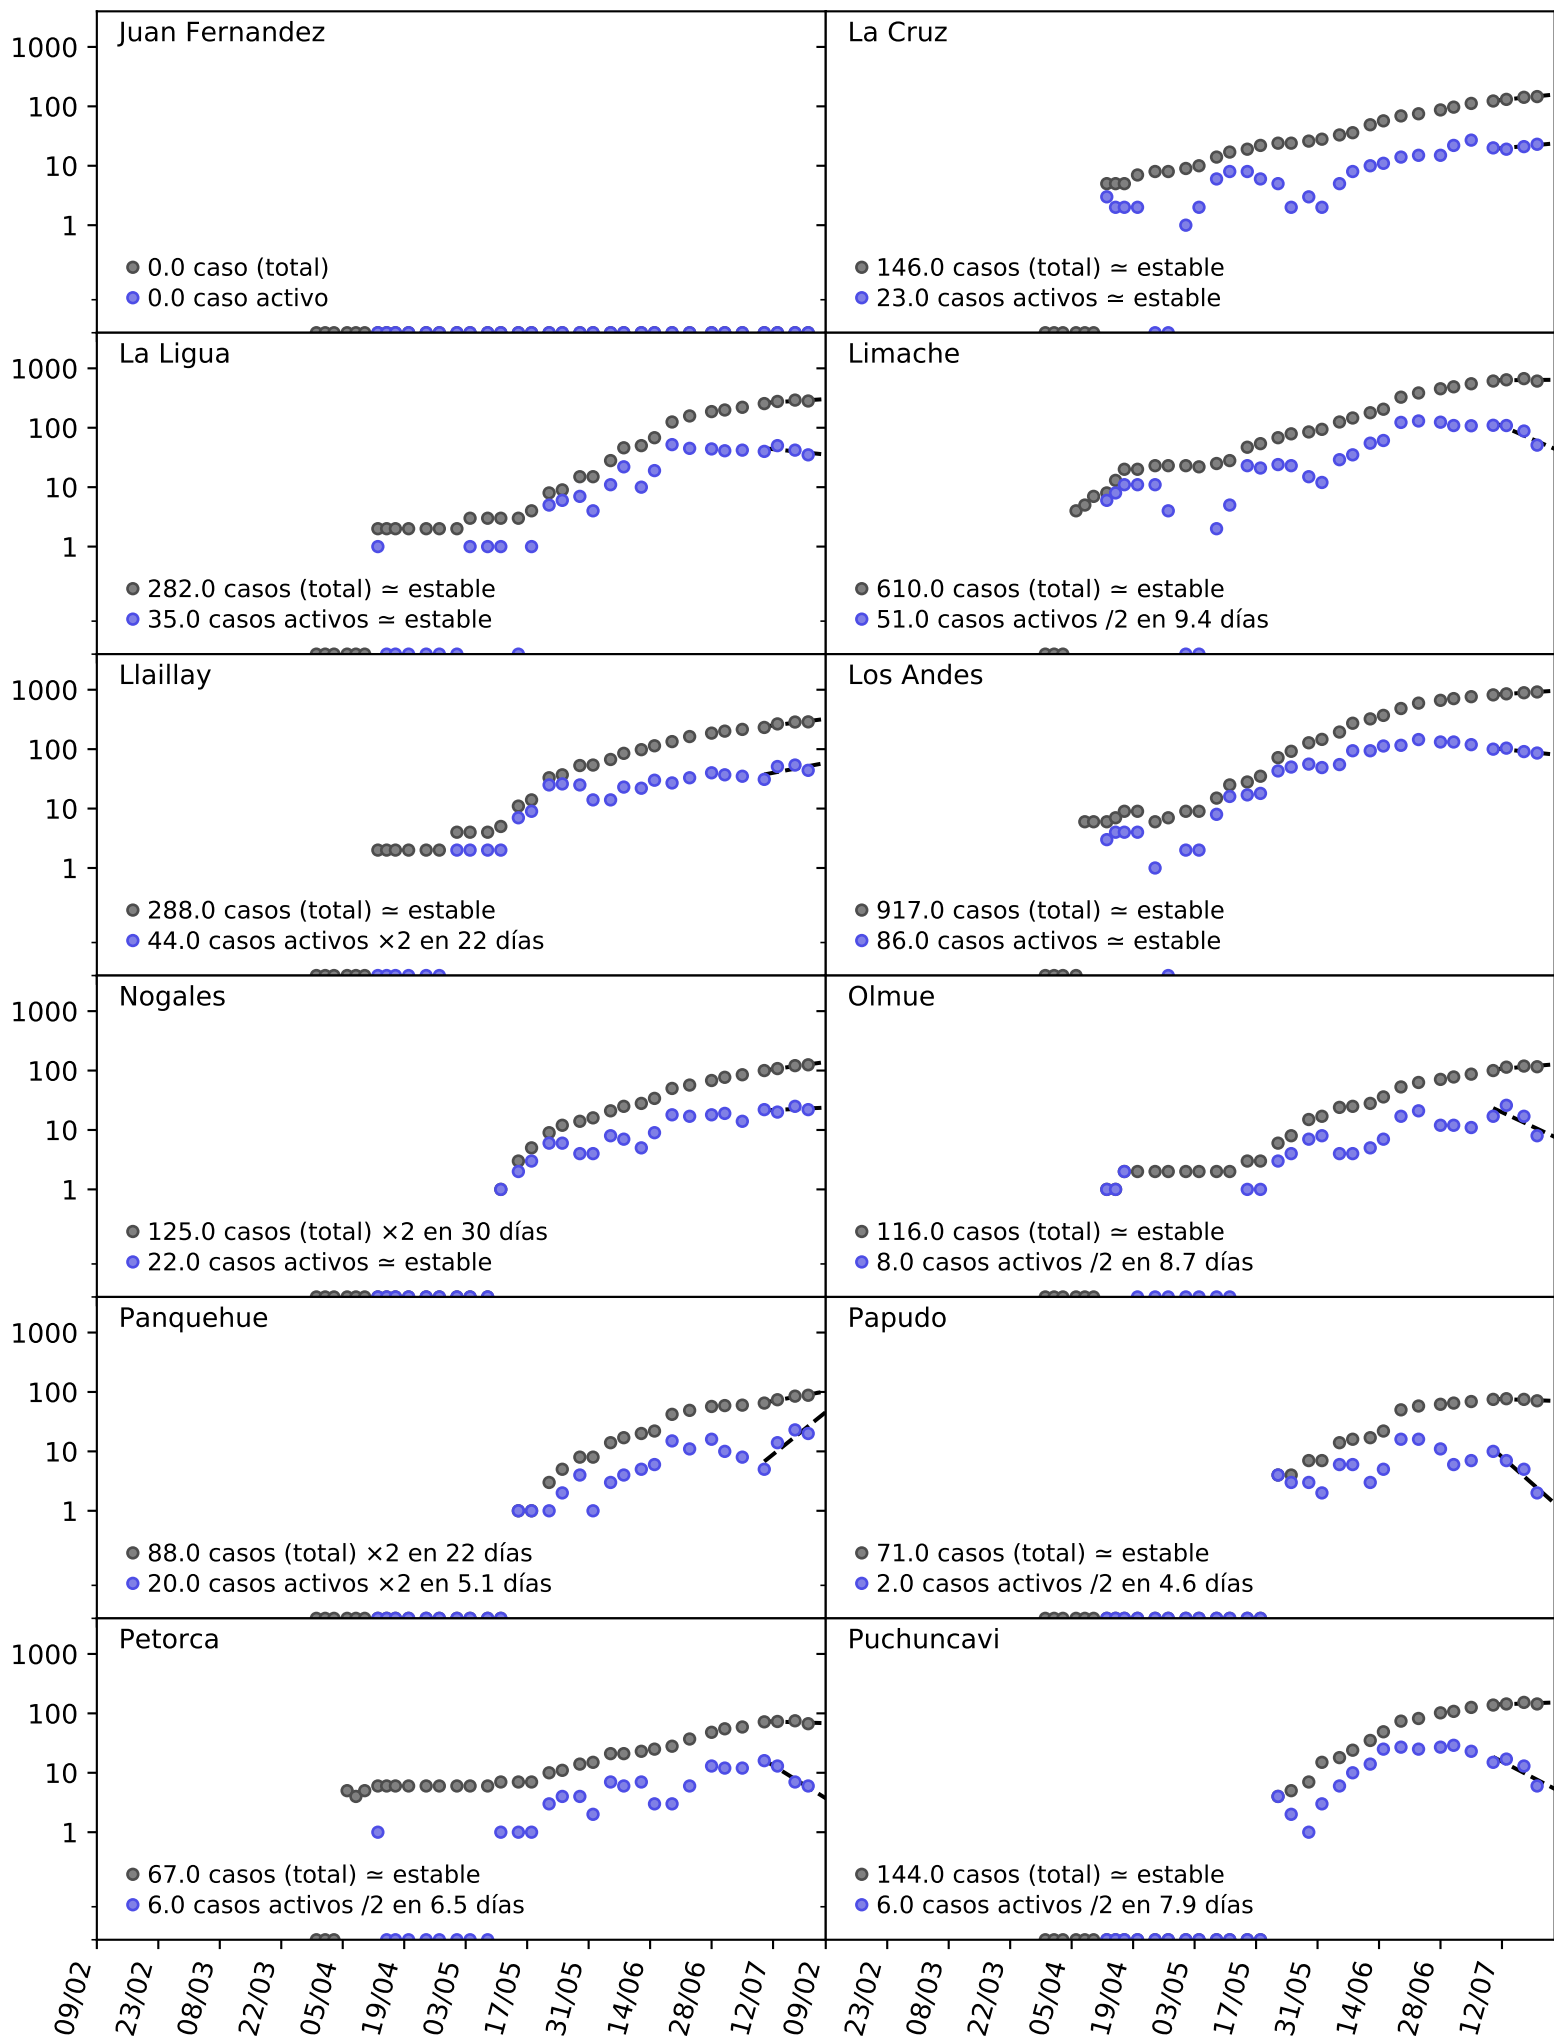 Juan Fernandez
1000
100
10
1
0.0 caso (total)
0.0 caso activo
La Cruz
146.0 casos (total) ≃ estable
23.0 casos activos ≃ estable
La Ligua
1000
100
10
1
282.0 casos (total) ≃ estable
35.0 casos activos ≃ estable
Limache
610.0 casos (total) ≃ estable
51.0 casos activos /2 en 9.4 días
Llaillay
1000
100
10
1
288.0 casos (total) ≃ estable
44.0 casos activos ×2 en 22 días
Los Andes
917.0 casos (total) ≃ estable
86.0 casos activos ≃ estable
Nogales
1000
100
10
1
125.0 casos (total) ×2 en 30 días
22.0 casos activos ≃ estable
Olmue
116.0 casos (total) ≃ estable
8.0 casos activos /2 en 8.7 días
Panquehue
1000
100
10
1
88.0 casos (total) ×2 en 22 días
20.0 casos activos ×2 en 5.1 días
Papudo
71.0 casos (total) ≃ estable
2.0 casos activos /2 en 4.6 días
Petorca
1000
100
10
1
67.0 casos (total) ≃ estable
6.0 casos activos /2 en 6.5 días
Puchuncavi
144.0 casos (total) ≃ estable
6.0 casos activos /2 en 7.9 días
09/02
23/02
08/03
22/03
05/04
19/04
03/05
17/05
31/05
14/06
28/06
12/07
09/02
23/02
08/03
22/03
05/04
19/04
03/05
17/05
31/05
14/06
28/06
12/07